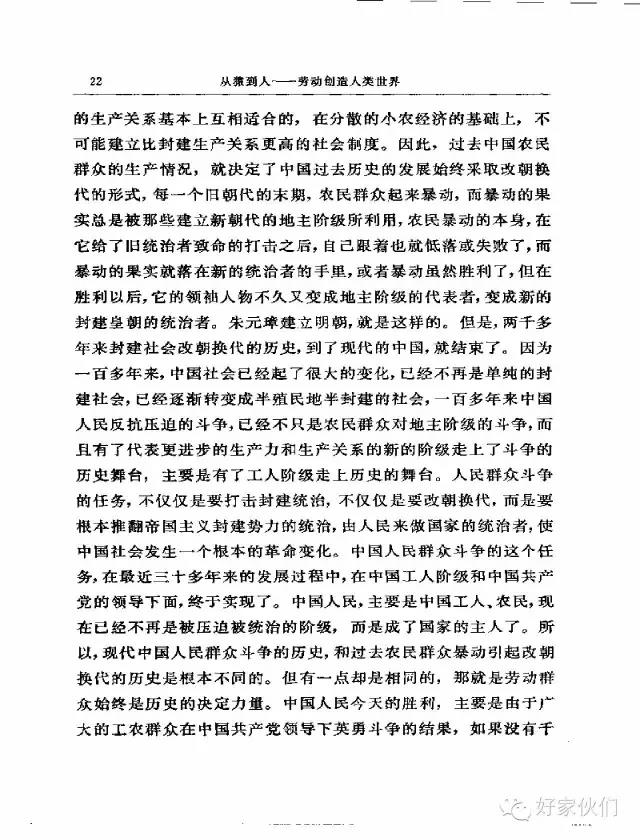 22 从猿到人——劳动创造人类世界
的生产关系基本上互相适合的，在分散的小农经济的基础上，不
可能建立比封建生产关系更高的社会制度。因此，过去中国农民
群众的生产情况，就决定了中国过去历史的发展始终采取改朝换
代的形式，每一个旧朝代的末期，农民群众起来暴动，而暴动的果
实总是被那些建立新朝代的地主阶级所利用，农民暴动的本身，在
它给了旧统治者致命的打击之后，自己跟着也就低落或失败了，而
暴动的果实就落在新的统治者的手里，或者暴动虽然胜利了，但在
胜利以后，它的领袖人物不久又变成地主阶级的代表者，变成新的
封建皇朝的统治者。朱元璋建立明朝，就是这样的。但是，两千多
年来封建社会改朝换代的历史，到了现代的中国，就结束了。因为
一百多年来，中国社会已经起了很大的变化，已经不再是单纯的封
建社会，已经逐渐转变成半殖民地半封建的社会，一百多年来中国
人民反抗压迫的斗争，已经不只是农民群众对地主阶级的斗争，而
且有了代表更进步的生产力和生产关系的新的阶级走上了斗争的
历史舞台，主要是有了工人阶级走上历史的舞台。人民群众斗争
的任务，不仅仅是要打击封建统治，不仅仅是要改朝换代，而是要
根本推翻帝国主义封建势力的统治，由人民来做国家的统治者，使
中国社会发生一个根本的革命变化。中国人民群众斗争的这个任
务，在最近三十多年来的发展过程中，在中国工人阶级和中国共产
党的领导下面，终于实现了。中国人民，主要是中国工人、农民，现
在已经不再是被压迫被统治的阶级，而是成了国家的主人了。所
以，现代中国人民群众斗争的历史，和过去农民群众暴动引起改朝
换代的历史是根本不同的。但有一点却是相同的，那就是劳动群
众始终是历史的决定力量。中国人民今天的胜利，主要是由于广
大的工农群众在中国共产党领导下英勇斗争的结果，如果没有千
好家伙们